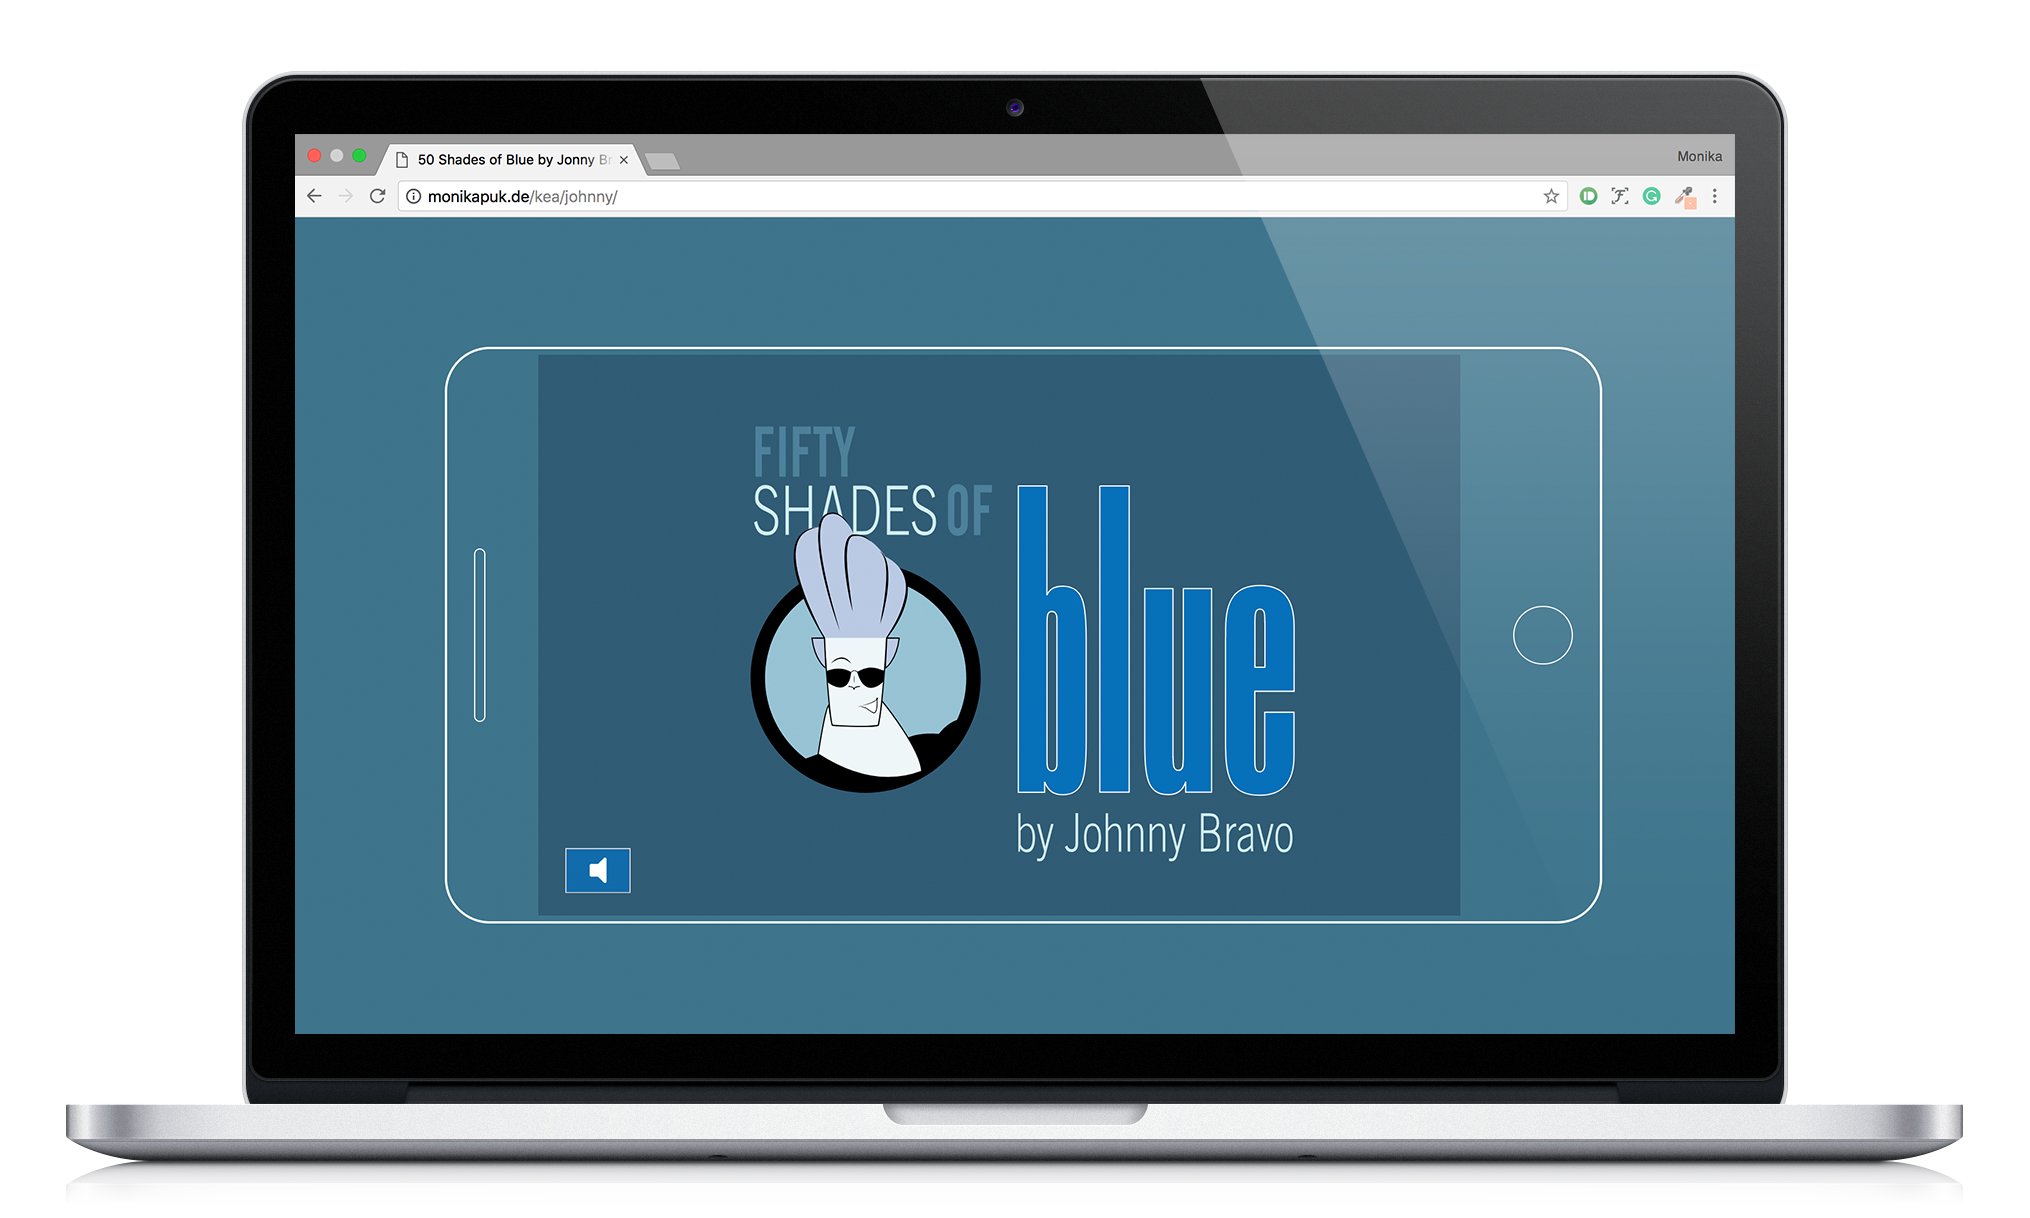 50 Shades of Blue by Jonny Br
Monika
monikapuk.de/kea/johnny/
FIFTY
SHADES OF
blue
by Johnny Bravo